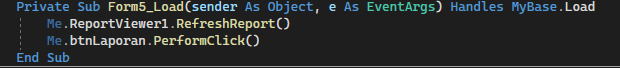 Private Sub Form5_Load(sender As Object, e As EventArgs) Handles MyBase.Load
Me.ReportViewer1.RefreshReport()
Me.btnLaporan.PerformClick()
End Sub